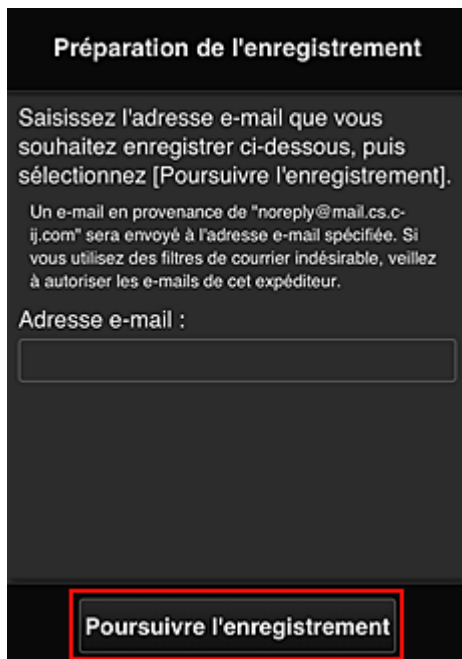 Préparation de l'enregistrement
Saisissez l'adresse e-mail que vous
souhaitez enregistrer ci-dessous, puis
sélectionnez [Poursuivre l'enregistrement].
Un e-mail en provenance de "noreply@mail.cs.c-
ij.com" sera envoyé à l'adresse e-mail spécifiée. Si
vous utilisez des filtres de courrier indésirable, veillez
à autoriser les e-mails de cet expéditeur.
Adresse e-mail :
Poursuivre l'enregistrement